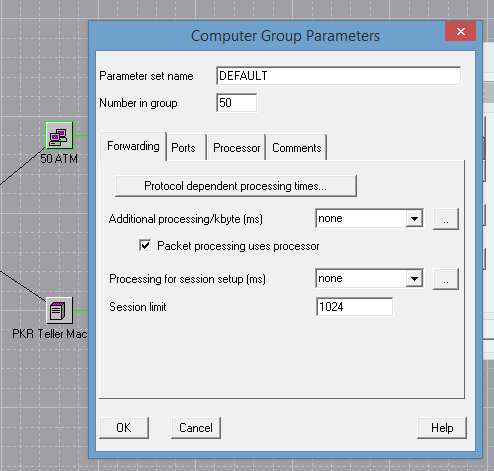 Computer Group Parameters
Parameter set name DEFAULT
Number in group 50
Forwarding Ports Processor Comments
Protocol dependent processing times...
Additional processing/kbyte (ms) none ..
Packet processing uses processor
Processing for session setup (ms) none ..
Session limit 1024
OK Cancel Help
50 ATM
PKR Teller Mac